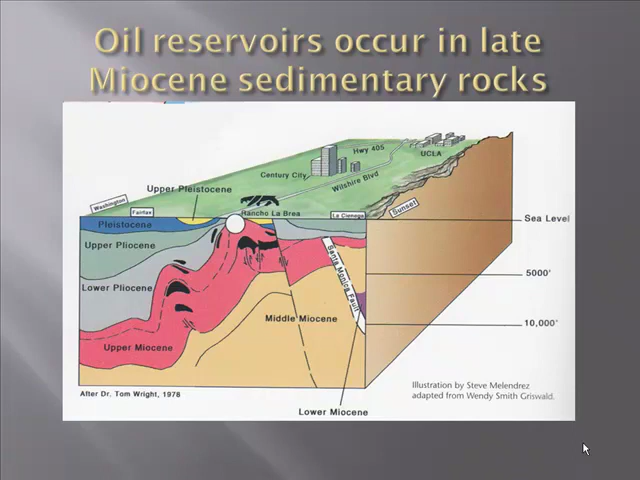 Oil reservoirs occur in late
Miocene sedimentary rocks
Hwy 405
UCLA
Century City
Wilshire Blvd
Upper Pleistocene
Washington
Fairfax
Rancho La Brea
La Cienega
Sunset
Pleistocene
Sea Level
Upper Pliocene
Santa Monica Fault
5000'
Lower Pliocene
Middle Miocene
10,000'
Upper Miocene
After Dr. Tom Wright, 1978
Illustration by Steve Melendrez
adapted from Wendy Smith Griswald.
Lower Miocene